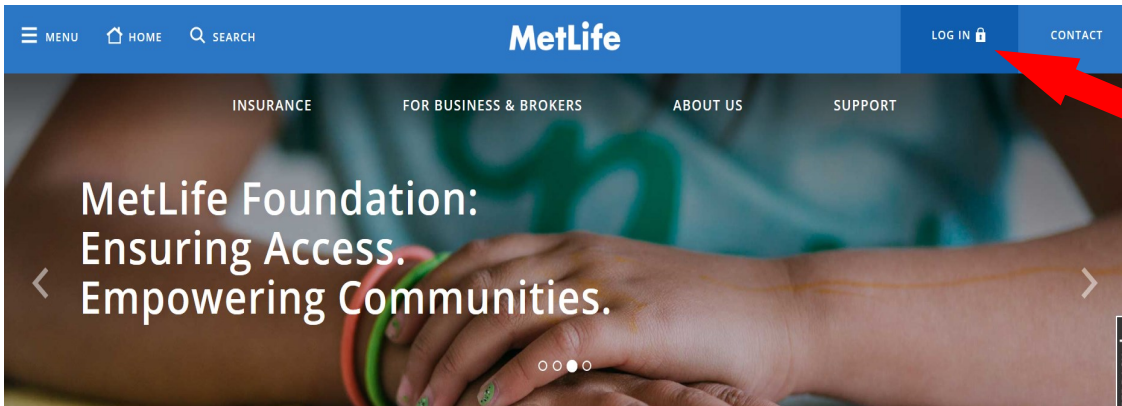 MENU HOME SEARCH MetLife LOG IN CONTACT
INSURANCE FOR BUSINESS & BROKERS ABOUT US SUPPORT
MetLife Foundation:
Ensuring Access.
Empowering Communities.